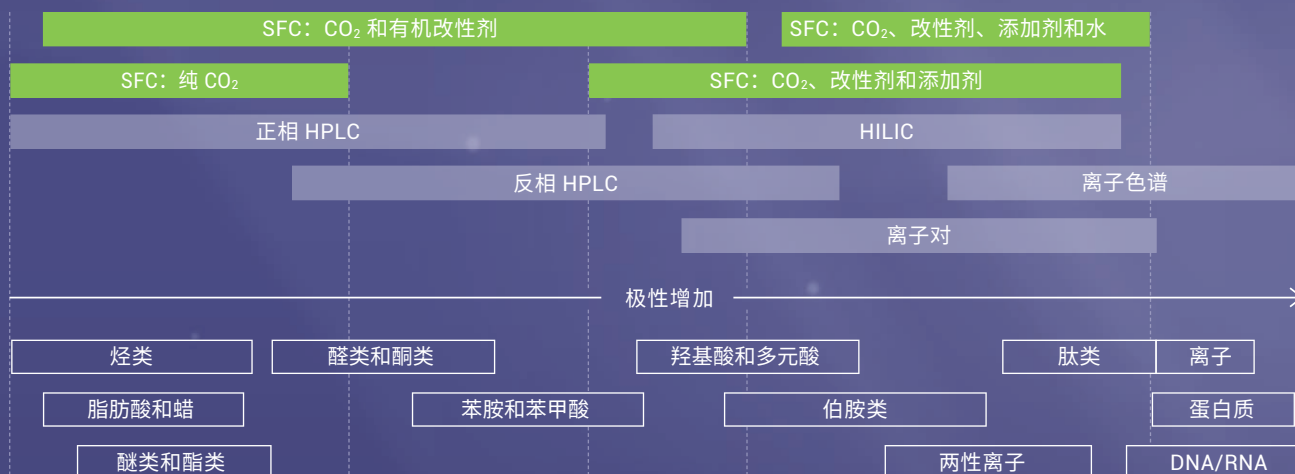 SFC：CO₂ 和有机改性剂
SFC：CO₂、改性剂、添加剂和水
SFC：纯 CO₂
SFC：CO₂、改性剂和添加剂
正相 HPLC
HILIC
反相 HPLC
离子色谱
离子对
极性增加
烃类
醛类和酮类
羟基酸和多元酸
肽类
离子
脂肪酸和蜡
苯胺和苯甲酸
伯胺类
蛋白质
醚类和酯类
两性离子
DNA/RNA